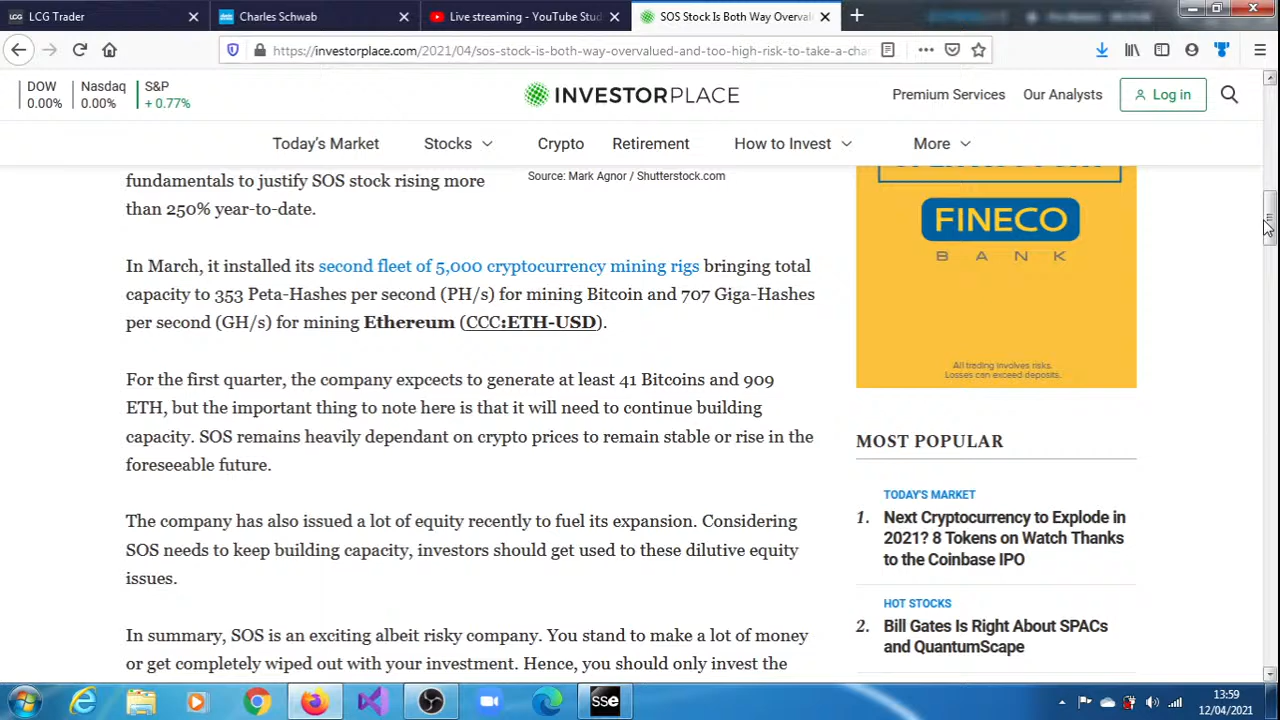 LCG Trader
Charles Schwab
Live streaming - YouTube Stud
SOS Stock Is Both Way Overval
https://investorplace.com/2021/04/sos-stock-is-both-way-overvalued-and-too-high-risk-to-take-a-cha
DOW
0.00%
Nasdaq
0.00%
S&P
+ 0.77%
INVESTORPLACE
Premium Services
Our Analysts
Log in
Today's Market
Stocks
Crypto
Retirement
How to Invest
More
fundamentals to justify SOS stock rising more
than 250% year-to-date.
Source: Mark Agnor / Shutterstock.com
In March, it installed its second fleet of 5,000 cryptocurrency mining rigs bringing total
capacity to 353 Peta-Hashes per second (PH/s) for mining Bitcoin and 707 Giga-Hashes
per second (GH/s) for mining Ethereum (CCC:ETH-USD).
For the first quarter, the company expcects to generate at least 41 Bitcoins and 909
ETH, but the important thing to note here is that it will need to continue building
capacity. SOS remains heavily dependant on crypto prices to remain stable or rise in the
foreseeable future.
The company has also issued a lot of equity recently to fuel its expansion. Considering
SOS needs to keep building capacity, investors should get used to these dilutive equity
issues.
In summary, SOS is an exciting albeit risky company. You stand to make a lot of money
or get completely wiped out with your investment. Hence, you should only invest the
FINECO
BANK
All trading involves risks.
Losses can exceed deposits.
MOST POPULAR
TODAY'S MARKET
1. Next Cryptocurrency to Explode in
2021? 8 Tokens on Watch Thanks
to the Coinbase IPO
HOT STOCKS
2. Bill Gates Is Right About SPACs
and QuantumScape
sse
13:59
12/04/2021